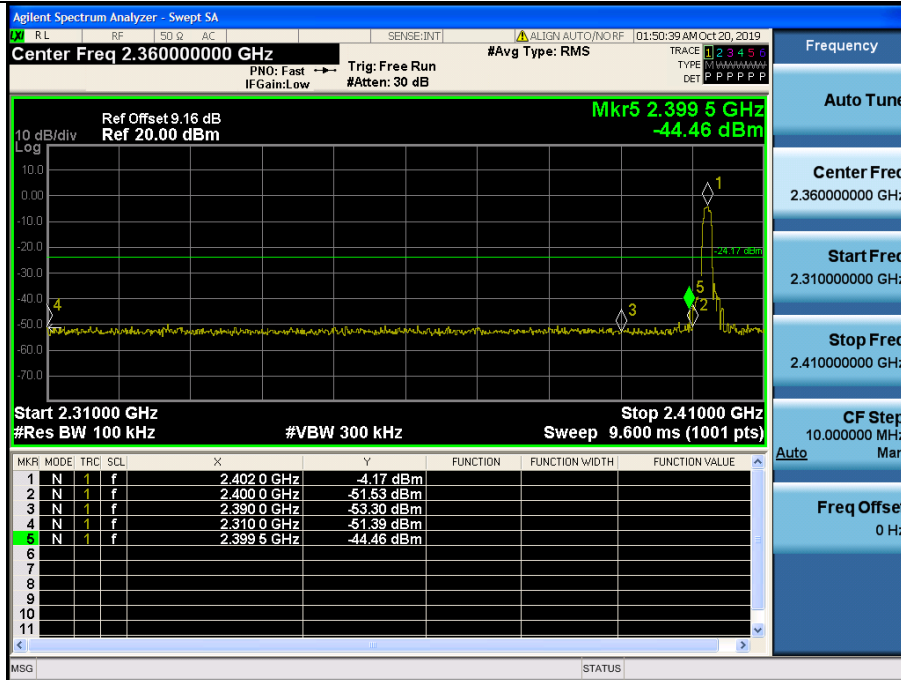 Agilent Spectrum Analyzer - Swept SA
LXI RL RF 50 Ω AC SENSE:INT ALIGN AUTO/NO RF 01:50:39 AM Oct 20, 2019
Center Freq 2.360000000 GHz #Avg Type: RMS TRACE 1 2 3 4 5 6
PNO: Fast Trig: Free Run TYPE M WWWWW
IFGain:Low #Atten: 30 dB DET P P P P P P
Mkr5 2.399 5 GHz
-44.46 dBm
Ref Offset 9.16 dB
10 dB/div Ref 20.00 dBm
Log
10.0
0.00
-10.0
-20.0
-30.0
-40.0
-50.0
-60.0
-70.0
1
-24.17 dBm
5
4 3 2
Start 2.31000 GHz Stop 2.41000 GHz
#Res BW 100 kHz #VBW 300 kHz Sweep 9.600 ms (1001 pts)
MKR MODE TRC SCL X Y FUNCTION FUNCTION WIDTH FUNCTION VALUE
1 N 1 f 2.402 0 GHz -4.17 dBm
2 N 1 f 2.400 0 GHz -51.53 dBm
3 N 1 f 2.390 0 GHz -53.30 dBm
4 N 1 f 2.310 0 GHz -51.39 dBm
5 N 1 f 2.399 5 GHz -44.46 dBm
6
7
8
9
10
11
MSG STATUS
Frequency
Auto Tune
Center Freq
2.360000000 GHz
Start Freq
2.310000000 GHz
Stop Freq
2.410000000 GHz
CF Step
10.000000 MHz
Auto Man
Freq Offset
0 Hz